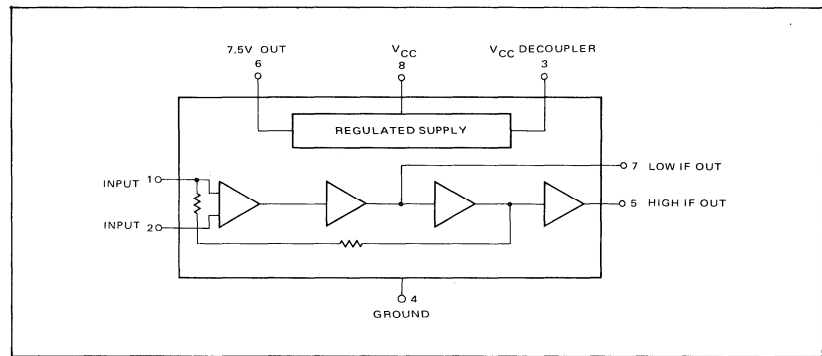 7.5V OUT
6
VCC
8
VCC DECOUPLER
3
REGULATED SUPPLY
INPUT 1
INPUT 2
7 LOW IF OUT
5 HIGH IF OUT
4
GROUND